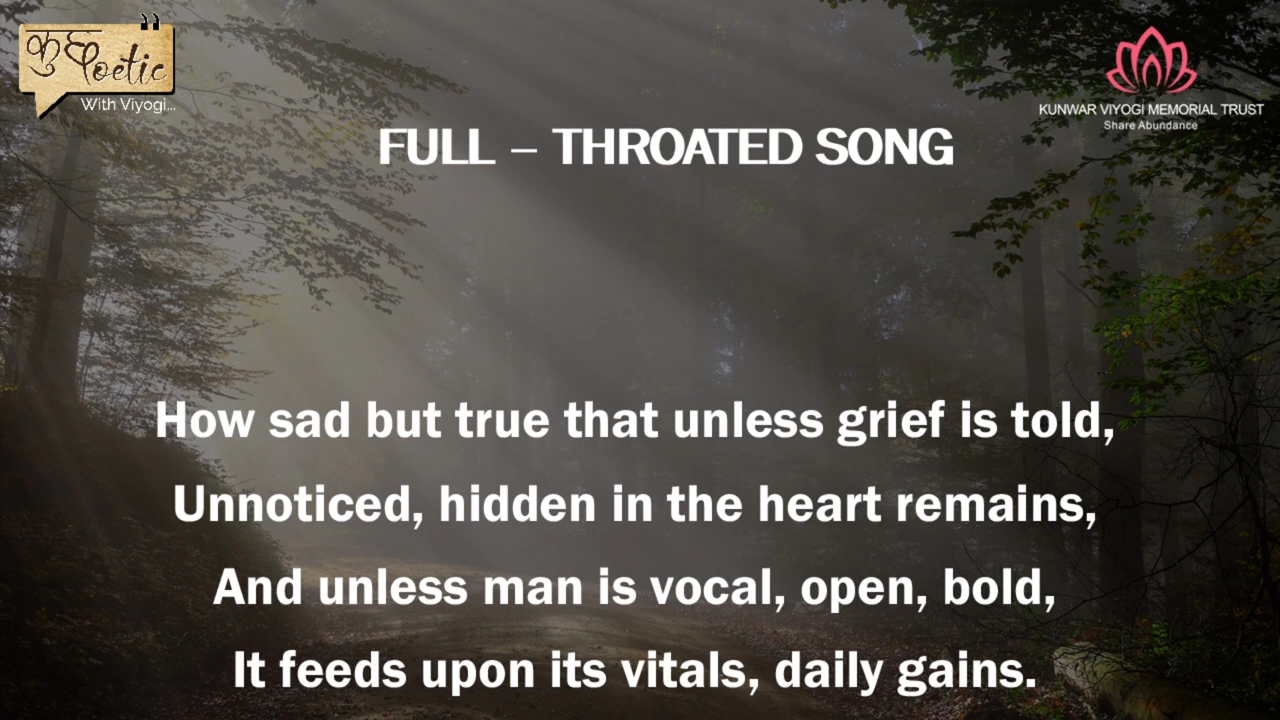 कुछ Poetic
With Viyogi...
KUNWAR VIYOGI MEMORIAL TRUST
Share Abundance
FULL – THROATED SONG
How sad but true that unless grief is told,
Unnoticed, hidden in the heart remains,
And unless man is vocal, open, bold,
It feeds upon its vitals, daily gains.